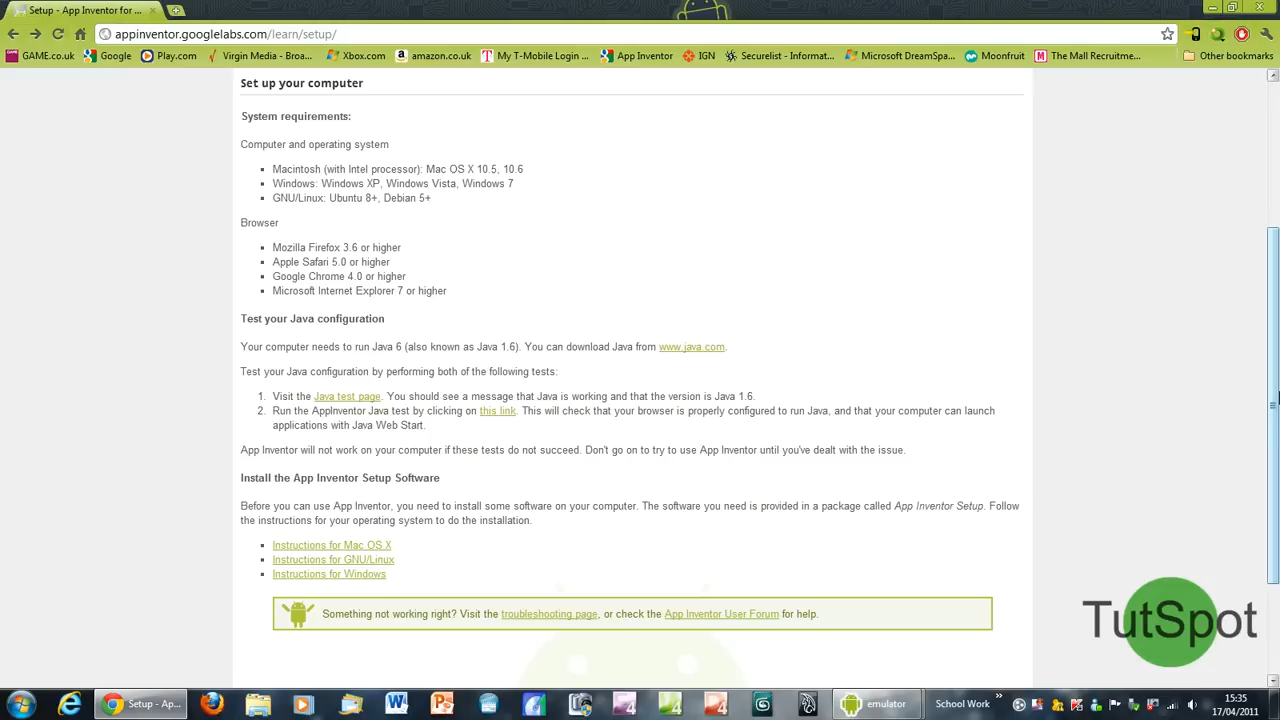 Setup - App Inventor for ...
appinventor.googlelabs.com/learn/setup/
GAME.co.uk Google Play.com Virgin Media - Broa... Xbox.com amazon.co.uk My T-Mobile Login ... App Inventor IGN Securelist - Informat... Microsoft DreamSpa... Moonfruit The Mall Recruitme... Other bookmarks
Set up your computer
System requirements:
Computer and operating system
Macintosh (with Intel processor): Mac OS X 10.5, 10.6
Windows: Windows XP, Windows Vista, Windows 7
GNU/Linux: Ubuntu 8+, Debian 5+
Browser
Mozilla Firefox 3.6 or higher
Apple Safari 5.0 or higher
Google Chrome 4.0 or higher
Microsoft Internet Explorer 7 or higher
Test your Java configuration
Your computer needs to run Java 6 (also known as Java 1.6). You can download Java from www.java.com.
Test your Java configuration by performing both of the following tests:
1. Visit the Java test page. You should see a message that Java is working and that the version is Java 1.6.
2. Run the AppInventor Java test by clicking on this link. This will check that your browser is properly configured to run Java, and that your computer can launch
applications with Java Web Start.
App Inventor will not work on your computer if these tests do not succeed. Don't go on to try to use App Inventor until you've dealt with the issue.
Install the App Inventor Setup Software
Before you can use App Inventor, you need to install some software on your computer. The software you need is provided in a package called App Inventor Setup. Follow
the instructions for your operating system to do the installation.
Instructions for Mac OS X
Instructions for GNU/Linux
Instructions for Windows
Something not working right? Visit the troubleshooting page, or check the App Inventor User Forum for help.
TutSpot
Setup - Ap... emulator School Work » 15:35
17/04/2011